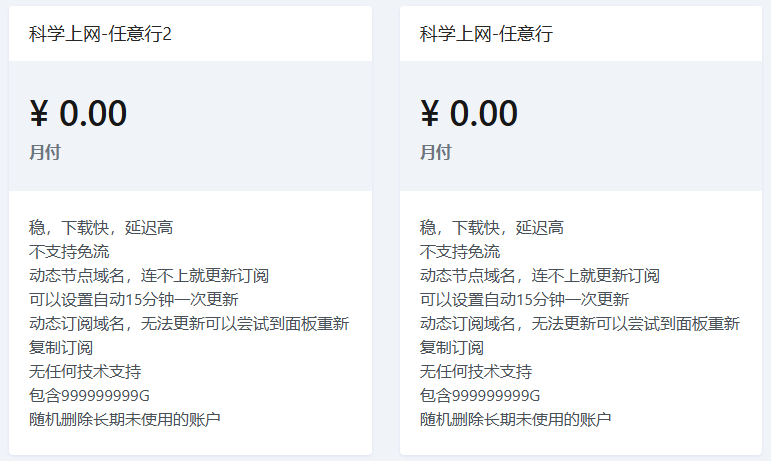 科学上网-任意行2
¥ 0.00
月付
稳，下载快，延迟高
不支持免流
动态节点域名，连不上就更新订阅
可以设置自动15分钟一次更新
动态订阅域名，无法更新可以尝试到面板重新
复制订阅
无任何技术支持
包含999999999G
随机删除长期未使用的账户
科学上网-任意行
¥ 0.00
月付
稳，下载快，延迟高
不支持免流
动态节点域名，连不上就更新订阅
可以设置自动15分钟一次更新
动态订阅域名，无法更新可以尝试到面板重新
复制订阅
无任何技术支持
包含999999999G
随机删除长期未使用的账户